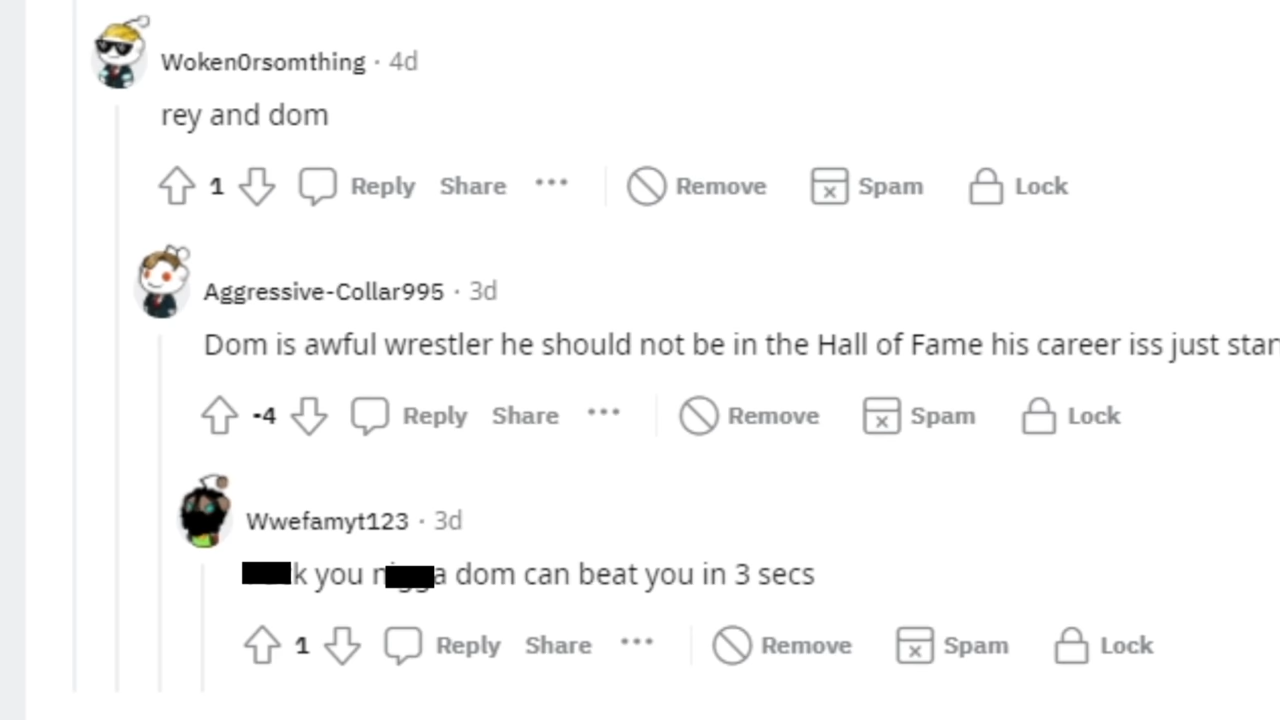 Woken0rsomthing · 4d
rey and dom
1 Reply Share ··· Remove Spam Lock
Aggressive-Collar995 · 3d
Dom is awful wrestler he should not be in the Hall of Fame his career iss just
-4 Reply Share ··· Remove Spam Lock
Wwefamyt123 · 3d
you dom can beat you in 3 secs
1 Reply Share ··· Remove Spam Lock